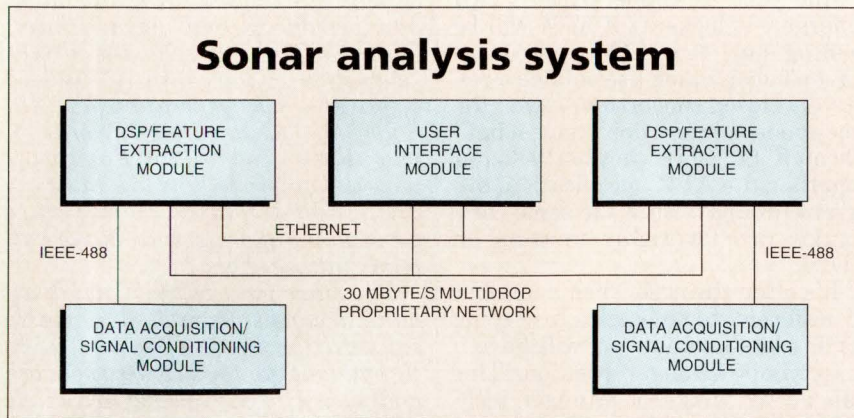 Sonar analysis system
DSP/FEATURE
EXTRACTION
MODULE
USER
INTERFACE
MODULE
DSP/FEATURE
EXTRACTION
MODULE
ETHERNET
IEEE-488
IEEE-488
30 MBYTE/S MULTIDROP
PROPRIETARY NETWORK
DATA ACQUISITION/
SIGNAL CONDITIONING
MODULE
DATA ACQUISITION/
SIGNAL CONDITIONING
MODULE